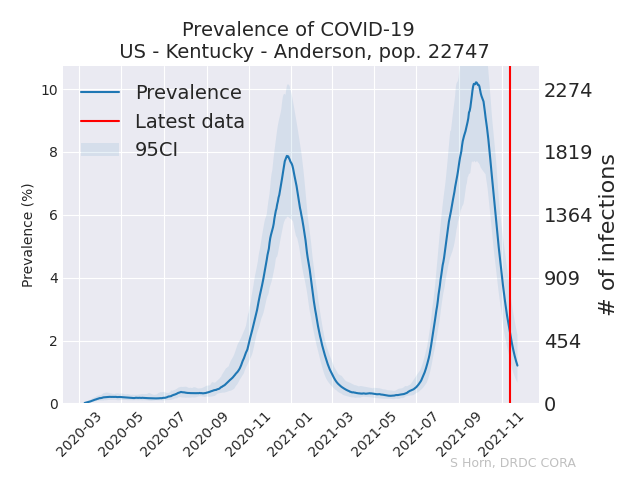 Prevalence of COVID-19
US - Kentucky - Anderson, pop. 22747
Prevalence
Latest data
95CI
Prevalence (%)
10
8
6
4
2
0
2274
1819
1364
909
454
0
# of infections
2020-03
2020-05
2020-07
2020-09
2020-11
2021-01
2021-03
2021-05
2021-07
2021-09
2021-11
S Horn, DRDC CORA